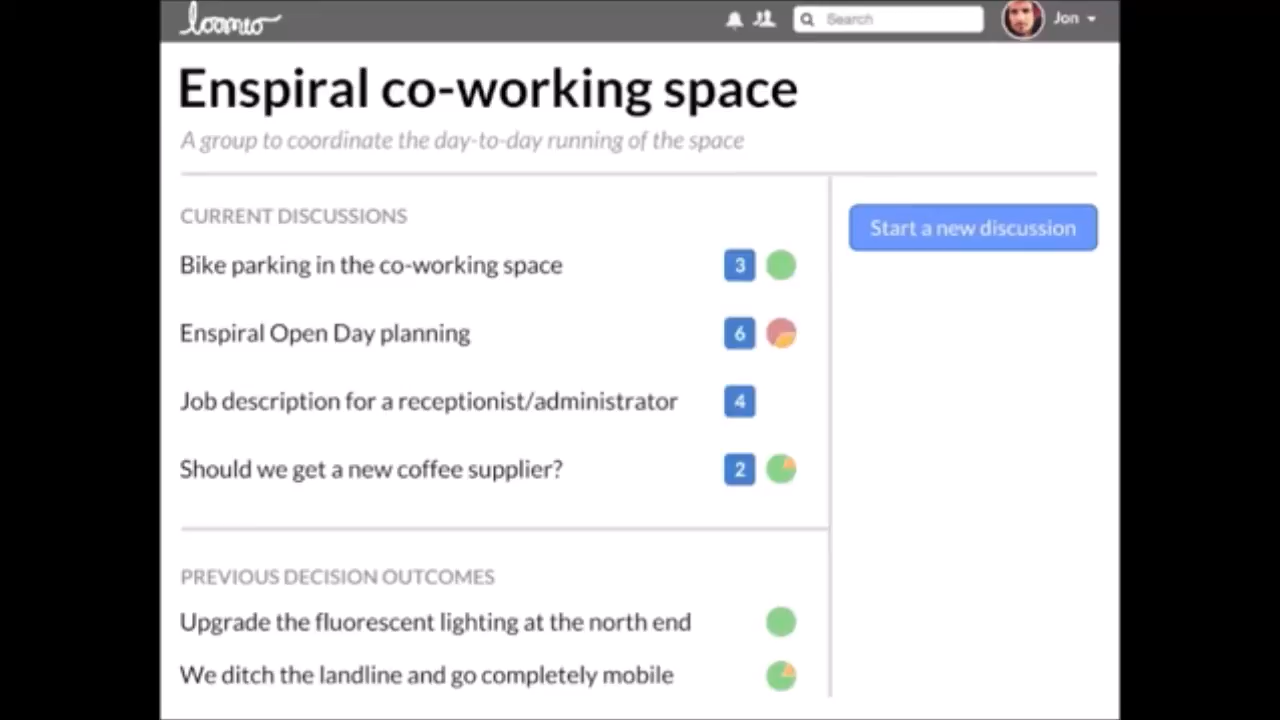 loomio
Search
Jon
Enspiral co-working space
A group to coordinate the day-to-day running of the space
CURRENT DISCUSSIONS
Start a new discussion
Bike parking in the co-working space 3
Enspiral Open Day planning 6
Job description for a receptionist/administrator 4
Should we get a new coffee supplier? 2
PREVIOUS DECISION OUTCOMES
Upgrade the fluorescent lighting at the north end
We ditch the landline and go completely mobile